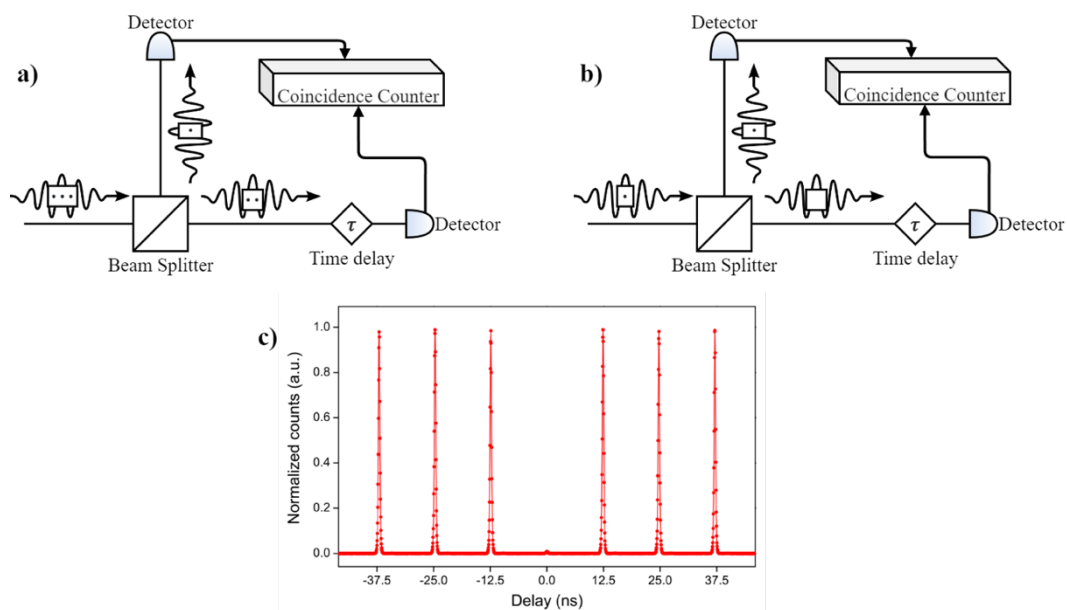 a)
Detector
Coincidence Counter
Beam Splitter
τ
Time delay
Detector
b)
Detector
Coincidence Counter
Beam Splitter
τ
Time delay
Detector
c)
Normalized counts (a.u.)
1.0
0.8
0.6
0.4
0.2
0.0
-37.5 -25.0 -12.5 0.0 12.5 25.0 37.5
Delay (ns)